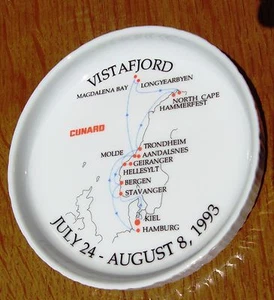 VISTAFJORD
LONGYEARBYEN
MAGDALENA BAY
NORTH CAPE
HAMMERFEST
CUNARD
TRONDHEIM
MOLDE
AANDALSNES
GEIRANGER
HELLESYLT
BERGEN
STAVANGER
KIEL
HAMBURG
JULY 24 - AUGUST 8, 1993